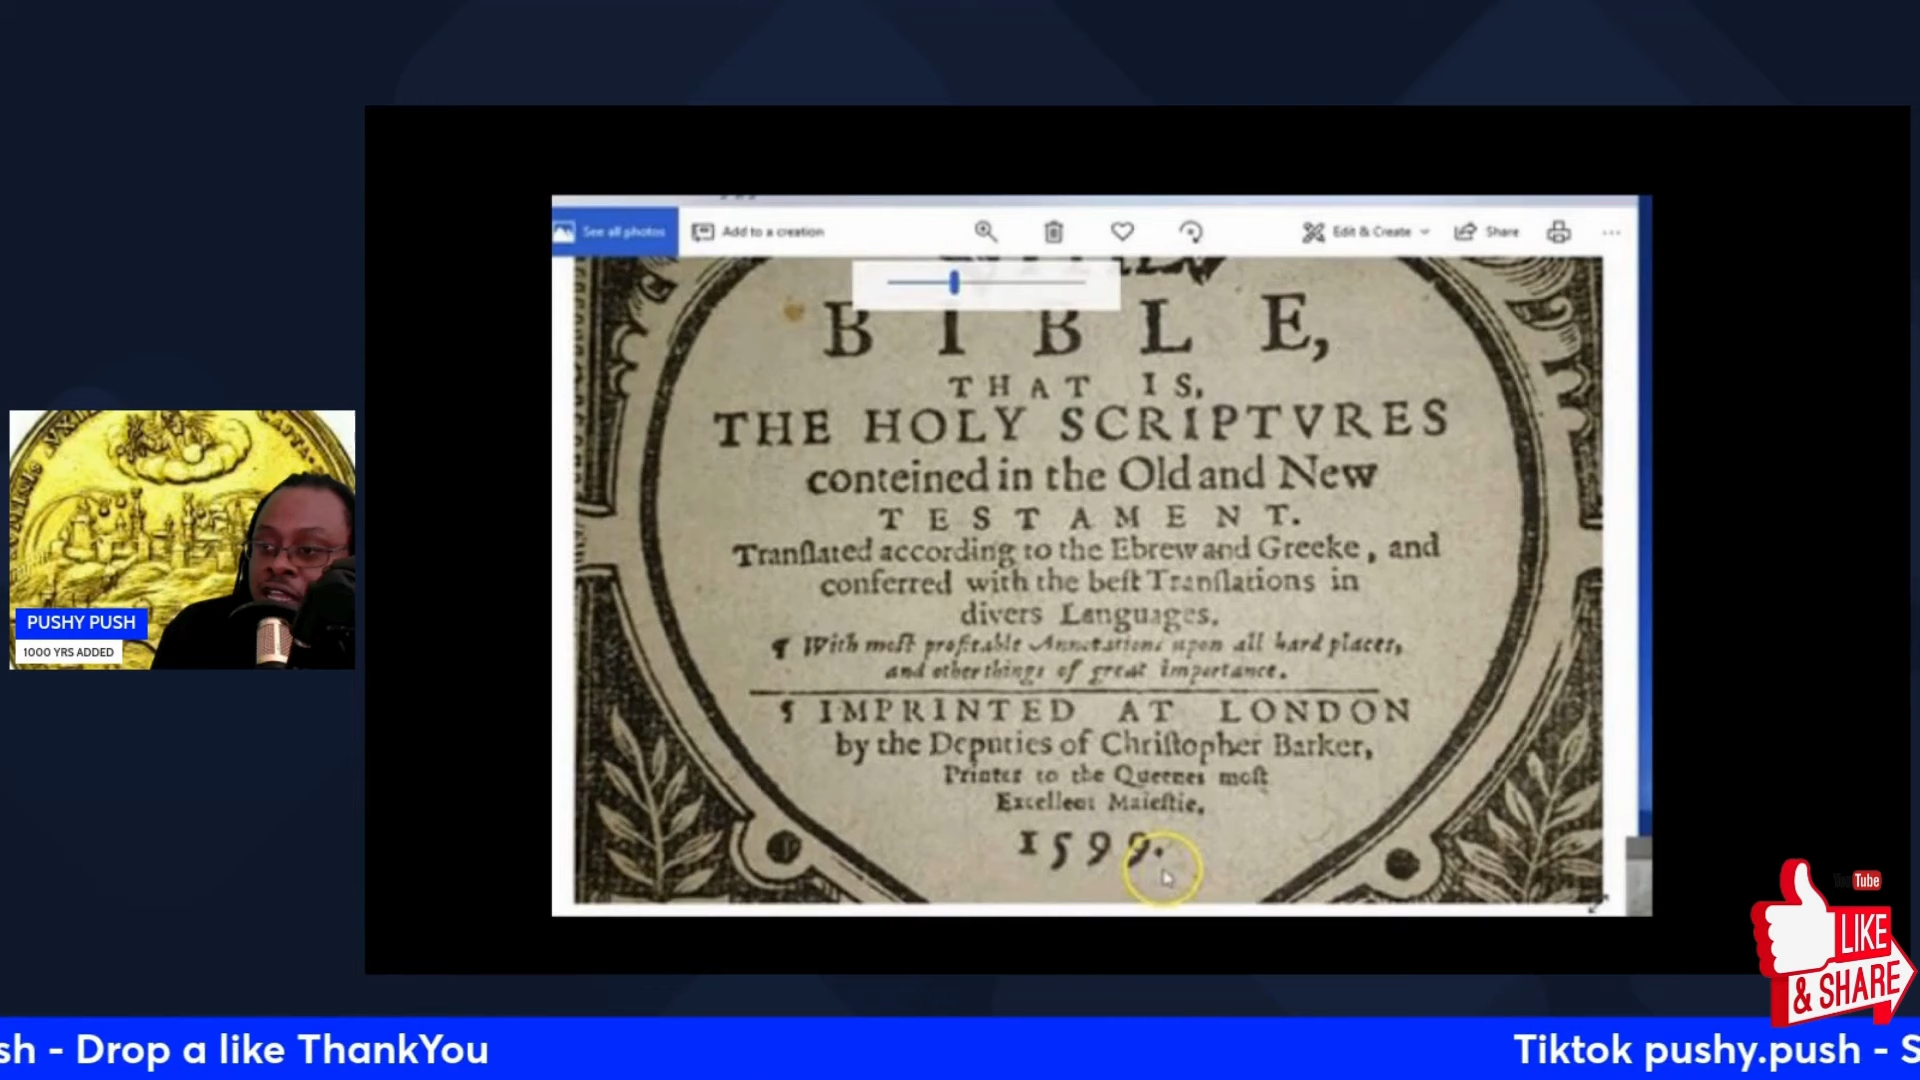 See all photos
Add to a creation
Edit & Create
Share
BIBLE,
THAT IS,
THE HOLY SCRIPTVRES
conteined in the Old and New
TESTAMENT.
Tranſlated according to the Ebrew and Greeke, and
conferred with the beſt Tranſlations in
divers Languages.
¶ With moſt profitable Annotations upon all hard places,
and other things of great importance.
¶ IMPRINTED AT LONDON
by the Deputies of Chriſtopher Barker,
Printer to the Queenes moſt
Excellent Maieſtie.
1599.
PUSHY PUSH
1000 YRS ADDED
YouTube
LIKE
& SHARE
sh - Drop a like ThankYou
Tiktok pushy.push - S